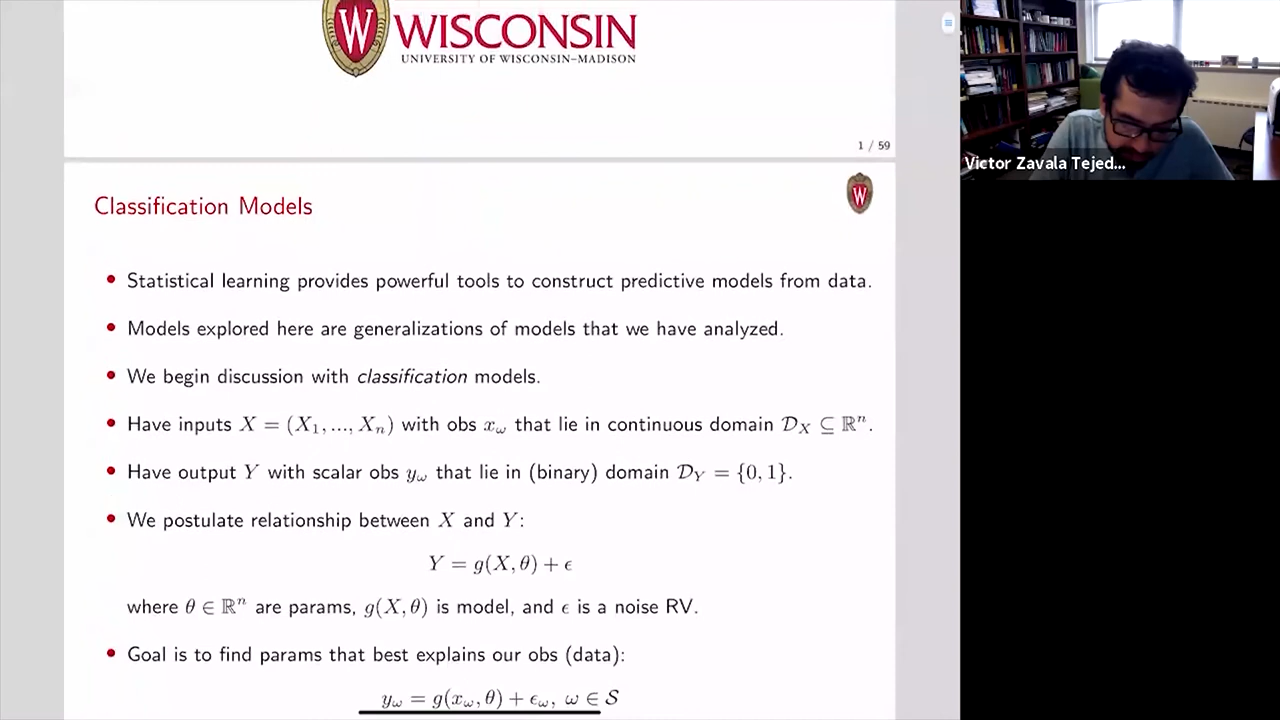 WISCONSIN
UNIVERSITY OF WISCONSIN–MADISON
1 / 59
Victor Zavala Tejed...
Classification Models
W
• Statistical learning provides powerful tools to construct predictive models from data.
• Models explored here are generalizations of models that we have analyzed.
• We begin discussion with classification models.
• Have inputs X = (X₁, ..., Xₙ) with obs x_ω that lie in continuous domain 𝒟_X ⊆ ℝⁿ.
• Have output Y with scalar obs y_ω that lie in (binary) domain 𝒟_Y = {0, 1}.
• We postulate relationship between X and Y:
Y = g(X, θ) + ϵ
where θ ∈ ℝⁿ are params, g(X, θ) is model, and ϵ is a noise RV.
• Goal is to find params that best explains our obs (data):
y_ω = g(x_ω, θ) + ϵ_ω, ω ∈ 𝒮